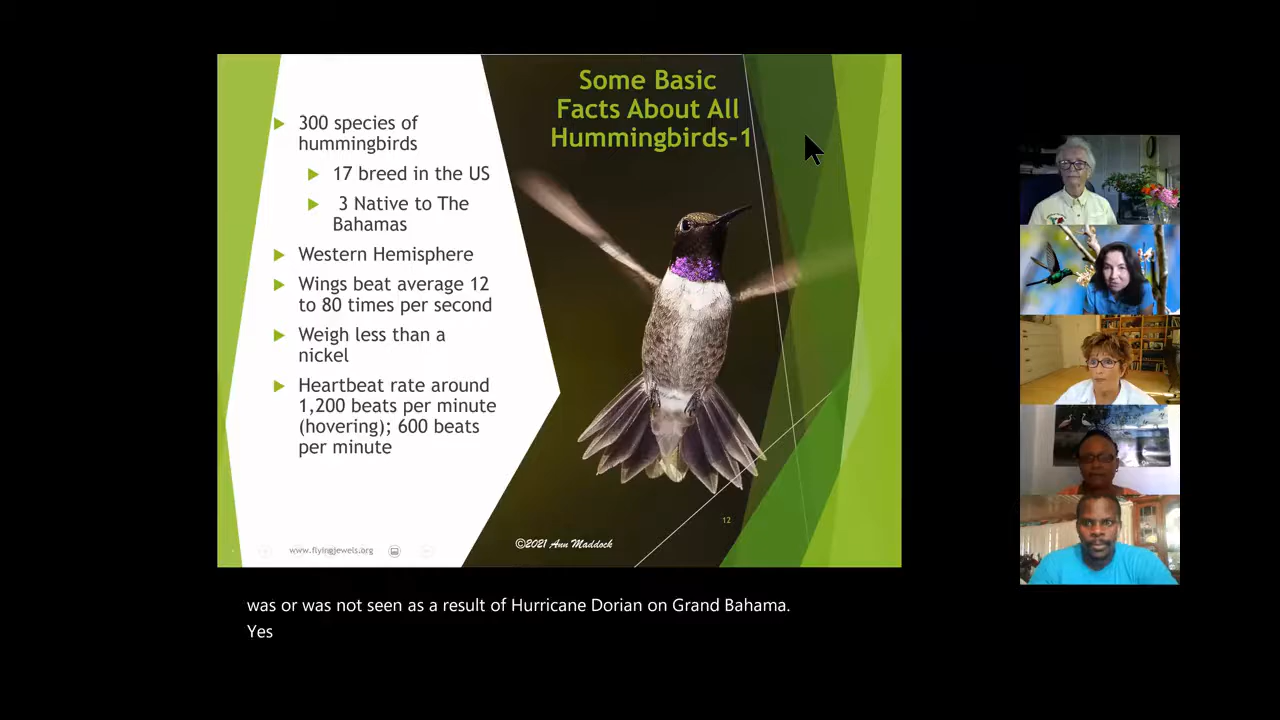 Some Basic
Facts About All
Hummingbirds-1
300 species of
hummingbirds
17 breed in the US
3 Native to The
Bahamas
Western Hemisphere
Wings beat average 12
to 80 times per second
Weigh less than a
nickel
Heartbeat rate around
1,200 beats per minute
(hovering); 600 beats
per minute
12
www.flyingjewels.org
©2021 Ann Maddock
was or was not seen as a result of Hurricane Dorian on Grand Bahama.
Yes